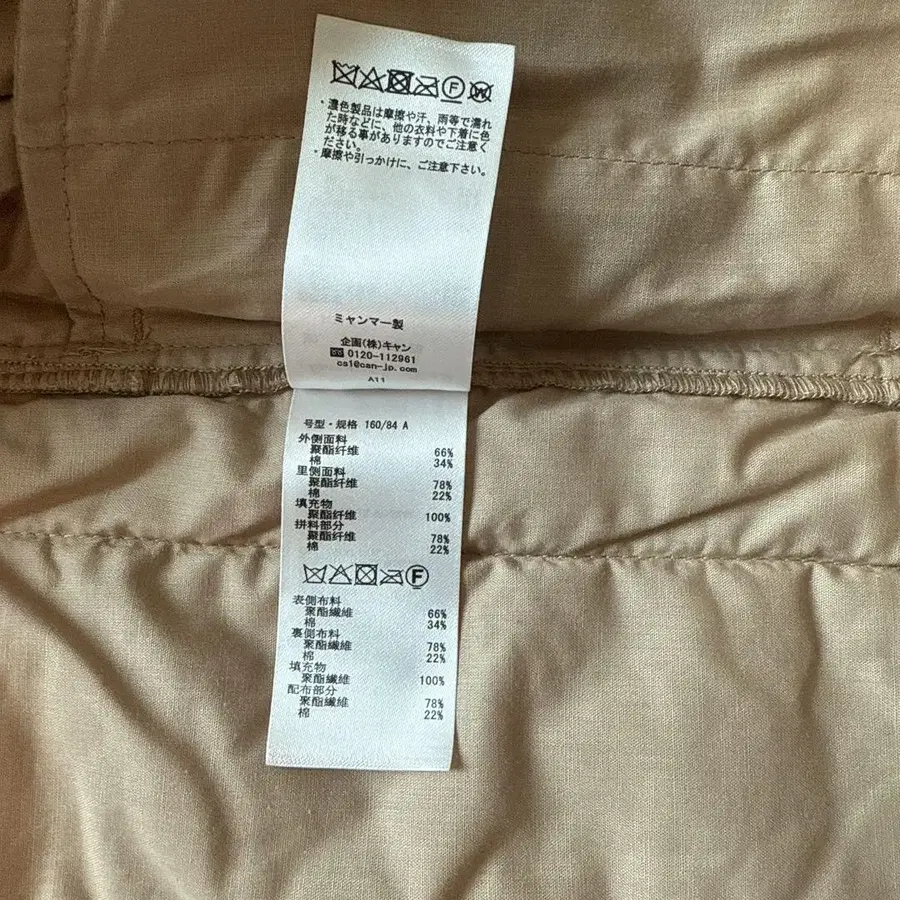 F W
・濃色製品は摩擦や汗、雨等で濡れ
た時などに、他の衣料や下着に色
が移る事がありますのでご注意く
ださい。
・摩擦や引っかけに、ご注意下さい。
ミャンマー製
企画(株)キャン
0120-112961
cs1@can-jp.com
A11
号型・规格 160/84 A
外侧面料
聚酯纤维 66%
棉 34%
里侧面料
聚酯纤维 78%
棉 22%
填充物
聚酯纤维 100%
拼料部分
聚酯纤维 78%
棉 22%
F
表側布料
聚酯纖維 66%
棉 34%
裏側布料
聚酯纖維 78%
棉 22%
填充物
聚酯纖維 100%
配布部分
聚酯纖維 78%
棉 22%